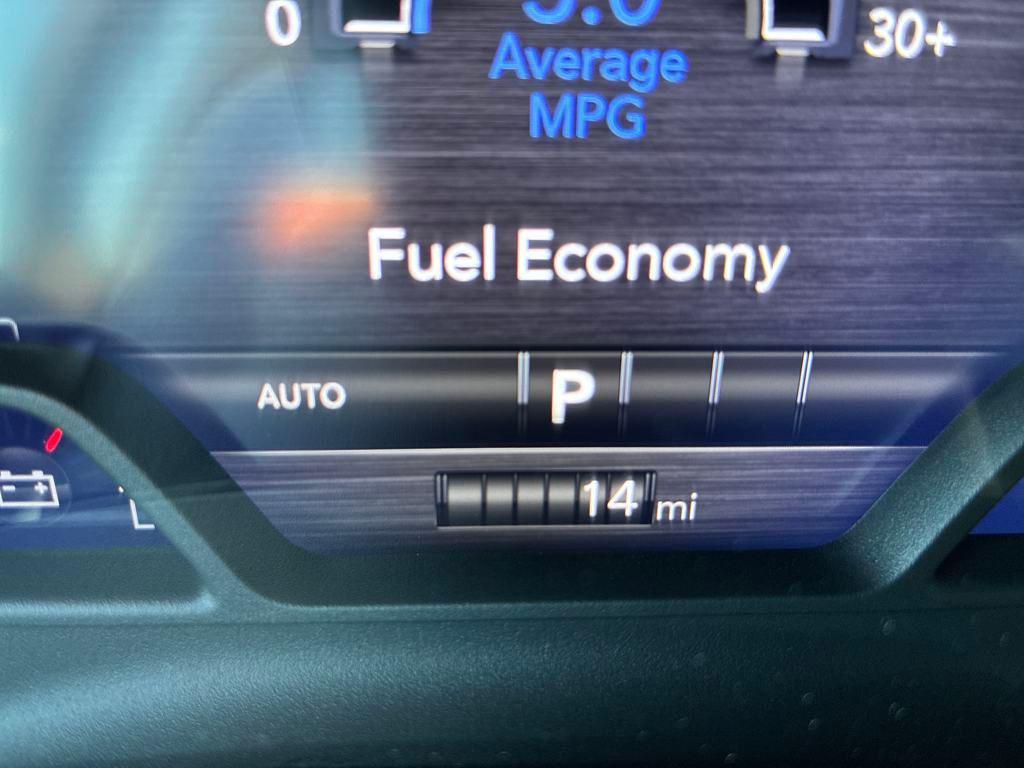 0
30+
Average
MPG
Fuel Economy
AUTO
P
14 mi